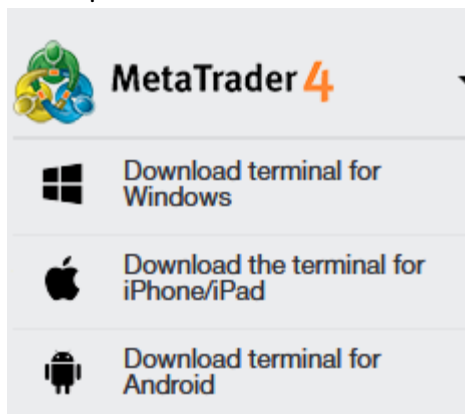 MetaTrader 4
Download terminal for
Windows
Download the terminal for
iPhone/iPad
Download terminal for
Android